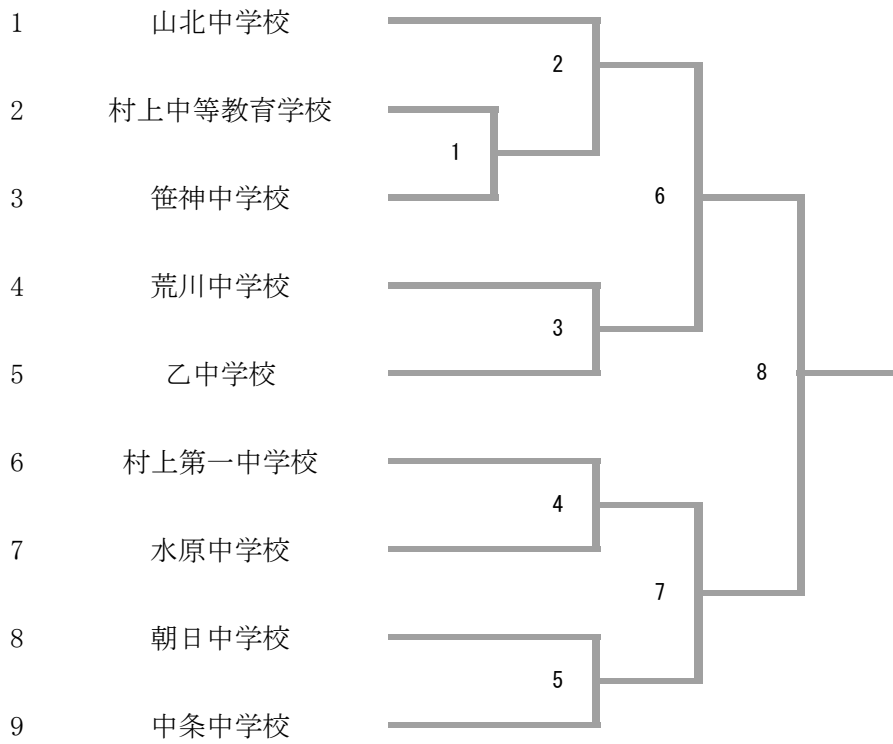 1 山北中学校
2
2 村上中等教育学校
1
3 笹神中学校
6
4 荒川中学校
3
5 乙中学校
8
6 村上第一中学校
4
7 水原中学校
7
8 朝日中学校
5
9 中条中学校